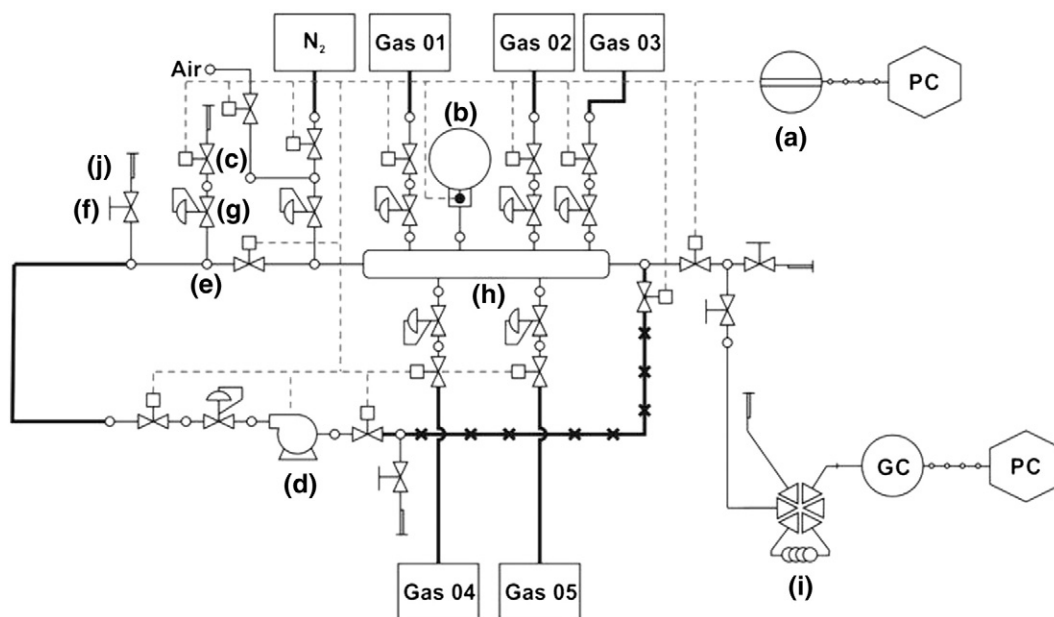 N2
Gas 01
Gas 02
Gas 03
Air
PC
(a)
(b)
(c)
(j)
(f)
(g)
(e)
(h)
(d)
GC
PC
(i)
Gas 04
Gas 05